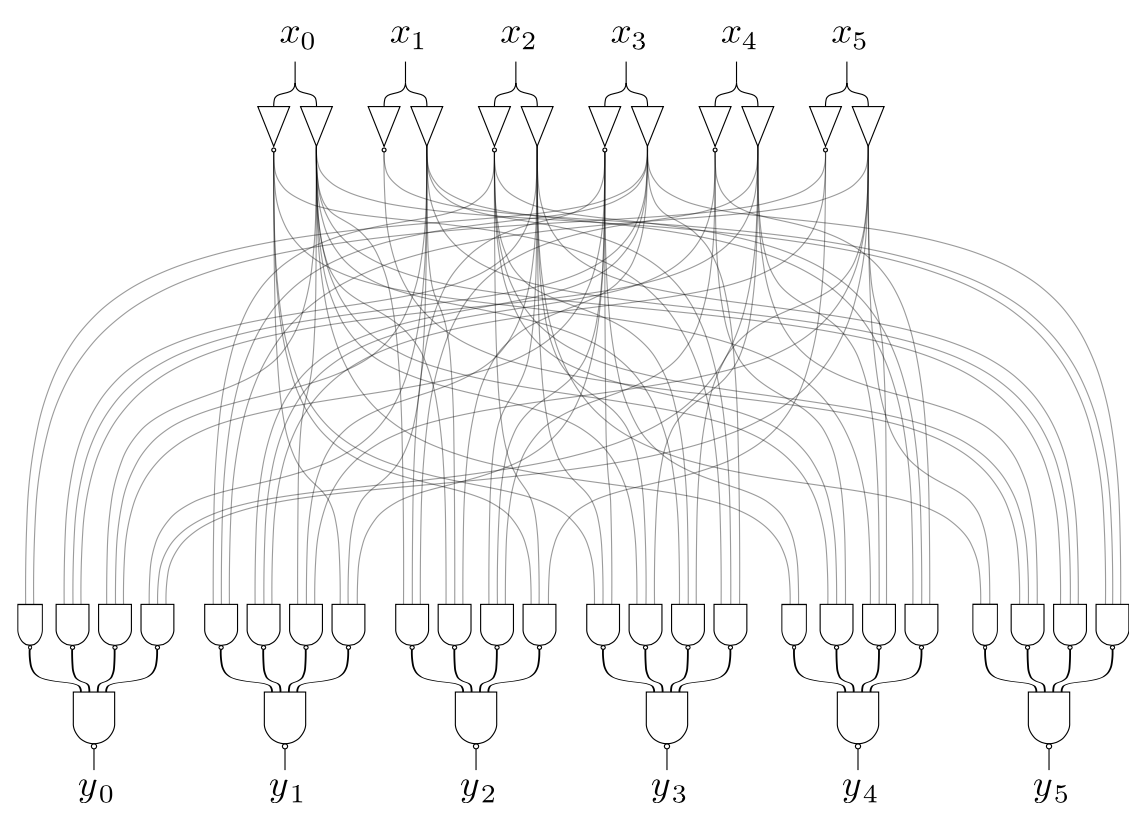 x₀ x₁ x₂ x₃ x₄ x₅
y₀ y₁ y₂ y₃ y₄ y₅